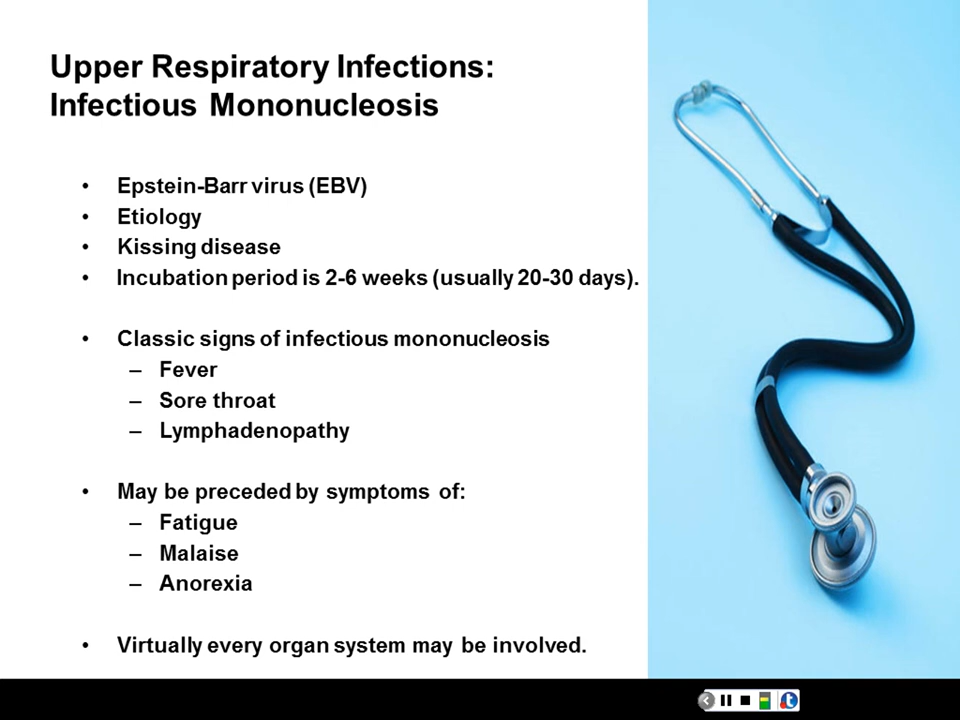 Upper Respiratory Infections:
Infectious Mononucleosis
• Epstein-Barr virus (EBV)
• Etiology
• Kissing disease
• Incubation period is 2-6 weeks (usually 20-30 days).
• Classic signs of infectious mononucleosis
– Fever
– Sore throat
– Lymphadenopathy
• May be preceded by symptoms of:
– Fatigue
– Malaise
– Anorexia
• Virtually every organ system may be involved.
t